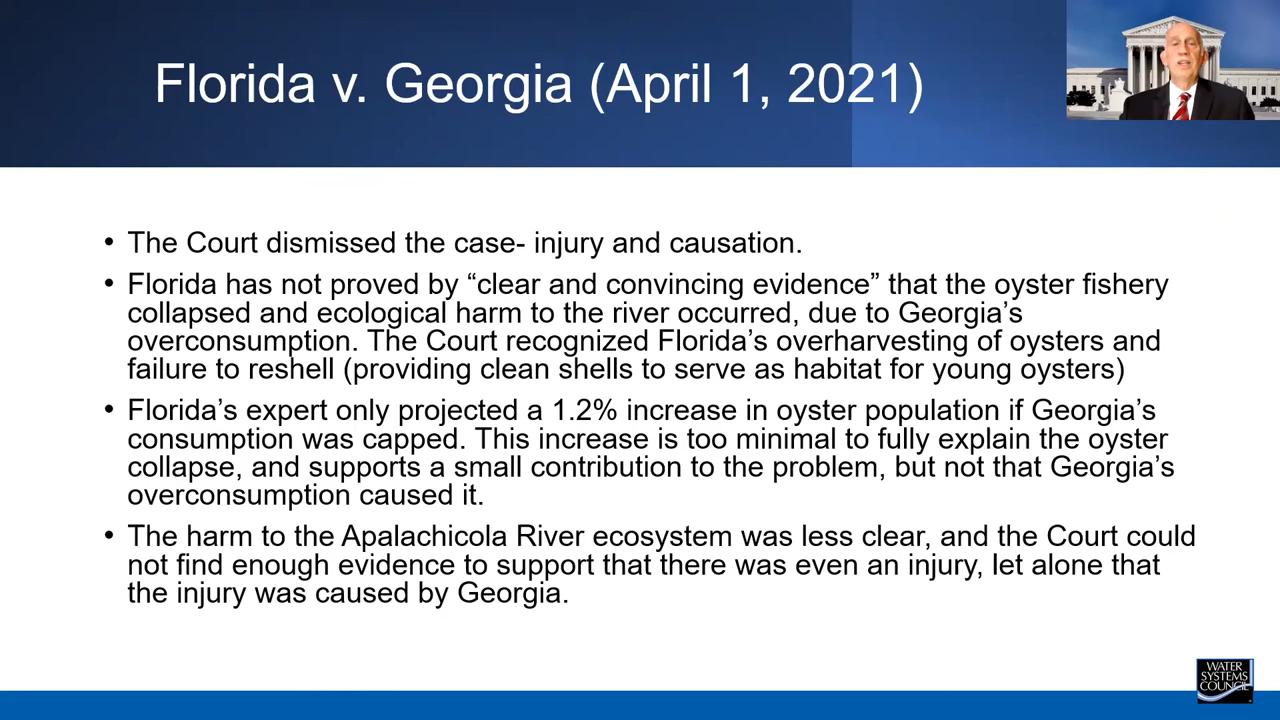 Florida v. Georgia (April 1, 2021)
• The Court dismissed the case- injury and causation.
• Florida has not proved by “clear and convincing evidence” that the oyster fishery
collapsed and ecological harm to the river occurred, due to Georgia’s
overconsumption. The Court recognized Florida’s overharvesting of oysters and
failure to reshell (providing clean shells to serve as habitat for young oysters)
• Florida’s expert only projected a 1.2% increase in oyster population if Georgia’s
consumption was capped. This increase is too minimal to fully explain the oyster
collapse, and supports a small contribution to the problem, but not that Georgia’s
overconsumption caused it.
• The harm to the Apalachicola River ecosystem was less clear, and the Court could
not find enough evidence to support that there was even an injury, let alone that
the injury was caused by Georgia.
WATER
SYSTEMS
COUNCIL